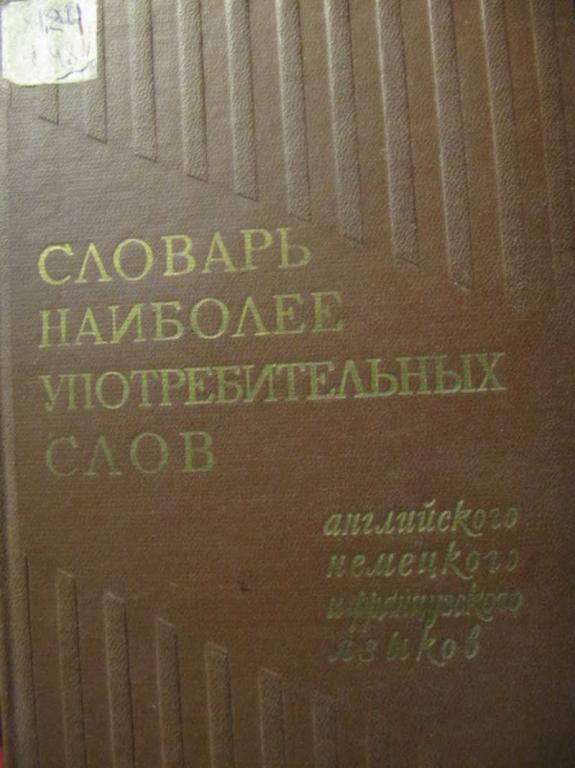 СЛОВАРЬ
НАИБОЛЕЕ
УПОТРЕБИТЕЛЬНЫХ
СЛОВ
английского
немецкого
и французского
языков